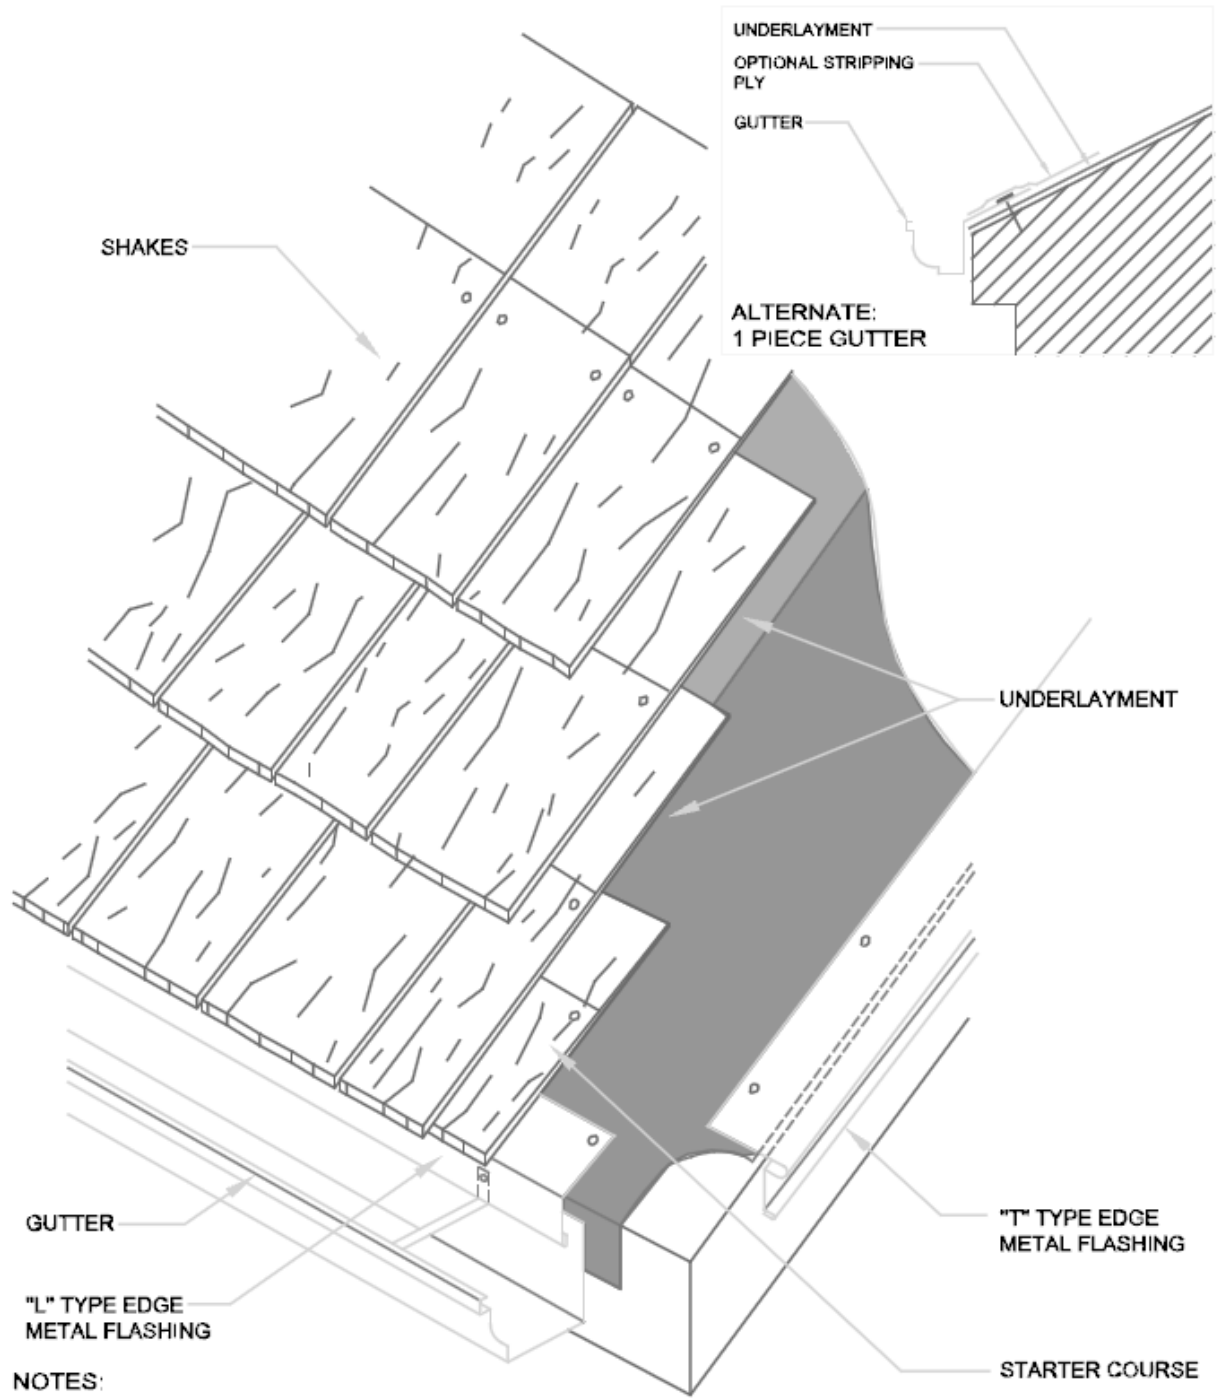 UNDERLAYMENT
OPTIONAL STRIPPING
PLY
GUTTER
ALTERNATE:
1 PIECE GUTTER
SHAKES
UNDERLAYMENT
GUTTER
"L" TYPE EDGE
METAL FLASHING
"T" TYPE EDGE
METAL FLASHING
STARTER COURSE
NOTES: